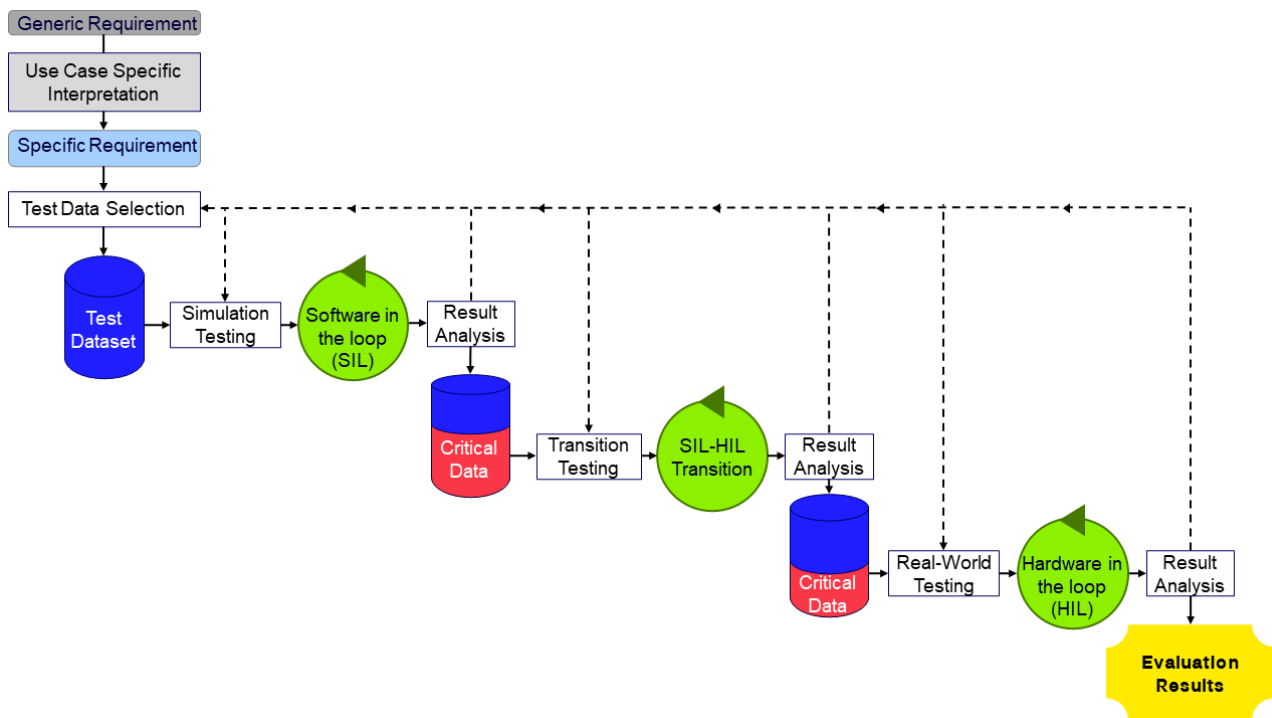 Generic Requirement
Use Case Specific
Interpretation
Specific Requirement
Test Data Selection
Test
Dataset
Simulation
Testing
Software in
the loop
(SIL)
Result
Analysis
Critical
Data
Transition
Testing
SIL-HIL
Transition
Result
Analysis
Critical
Data
Real-World
Testing
Hardware in
the loop
(HIL)
Result
Analysis
Evaluation
Results